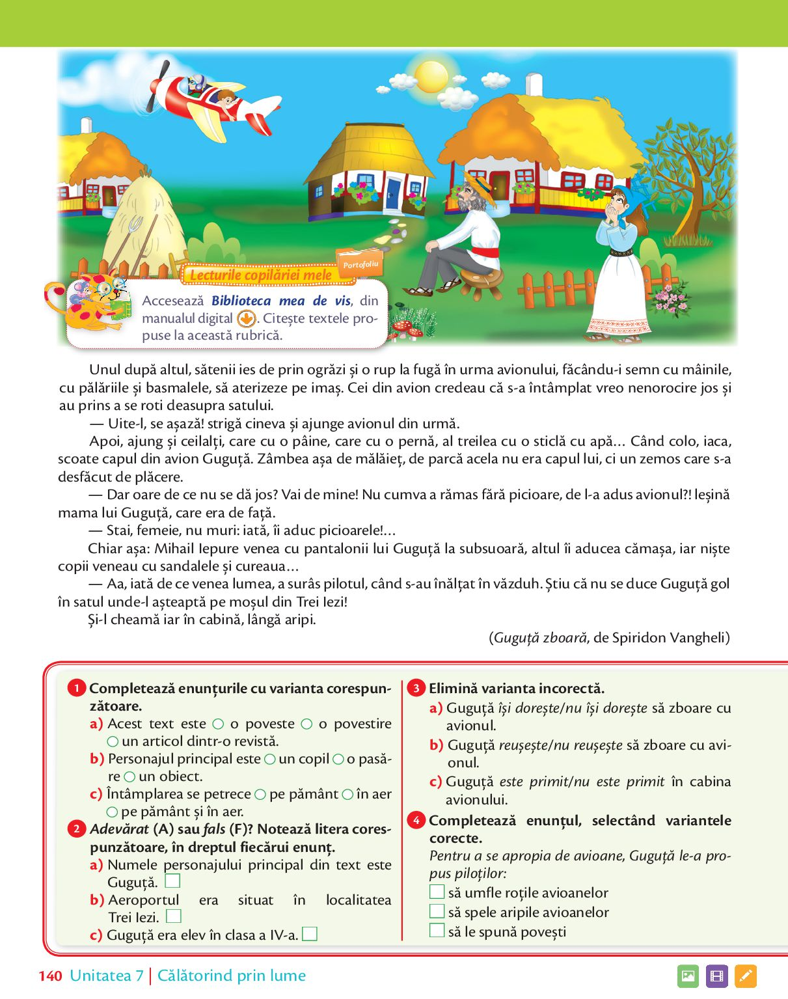 Portofoliu
Lecturile copilăriei mele
Accesează Biblioteca mea de vis, din
manualul digital . Citește textele pro-
puse la această rubrică.
Unul după altul, sătenii ies de prin ogrăzi și o rup la fugă în urma avionului, făcându-i semn cu mâinile,
cu pălăriile și basmalele, să aterizeze pe imaș. Cei din avion credeau că s-a întâmplat vreo nenorocire jos și
au prins a se roti deasupra satului.
— Uite-l, se așază! strigă cineva și ajunge avionul din urmă.
Apoi, ajung și ceilalți, care cu o pâine, care cu o pernă, al treilea cu o sticlă cu apă… Când colo, iaca,
scoate capul din avion Guguță. Zâmbea așa de mălăieț, de parcă acela nu era capul lui, ci un zemos care s-a
desfăcut de plăcere.
— Dar oare de ce nu se dă jos? Vai de mine! Nu cumva a rămas fără picioare, de l-a adus avionul?! leșină
mama lui Guguță, care era de față.
— Stai, femeie, nu muri: iată, îi aduc picioarele!…
Chiar așa: Mihail Iepure venea cu pantalonii lui Guguță la subsuoară, altul îi aducea cămașa, iar niște
copii veneau cu sandalele și cureaua…
— Aa, iată de ce venea lumea, a surâs pilotul, când s-au înălțat în văzduh. Știu că nu se duce Guguță gol
în satul unde-l așteaptă pe moșul din Trei Iezi!
Și-l cheamă iar în cabină, lângă aripi.
(Guguță zboară, de Spiridon Vangheli)
1 Completează enunțurile cu varianta corespun-
zătoare.
a) Acest text este o poveste o povestire
un articol dintr-o revistă.
b) Personajul principal este un copil o pasă-
re un obiect.
c) Întâmplarea se petrece pe pământ în aer
pe pământ și în aer.
2 Adevărat (A) sau fals (F)? Notează litera cores-
punzătoare, în dreptul fiecărui enunț.
a) Numele personajului principal din text este
Guguță.
b) Aeroportul era situat în localitatea
Trei Iezi.
c) Guguță era elev în clasa a IV-a.
3 Elimină varianta incorectă.
a) Guguță își dorește/nu își dorește să zboare cu
avionul.
b) Guguță reușește/nu reușește să zboare cu avi-
onul.
c) Guguță este primit/nu este primit în cabina
avionului.
4 Completează enunțul, selectând variantele
corecte.
Pentru a se apropia de avioane, Guguță le-a pro-
pus piloților:
să umfle roțile avioanelor
să spele aripile avioanelor
să le spună povești
140 Unitatea 7 | Călătorind prin lume